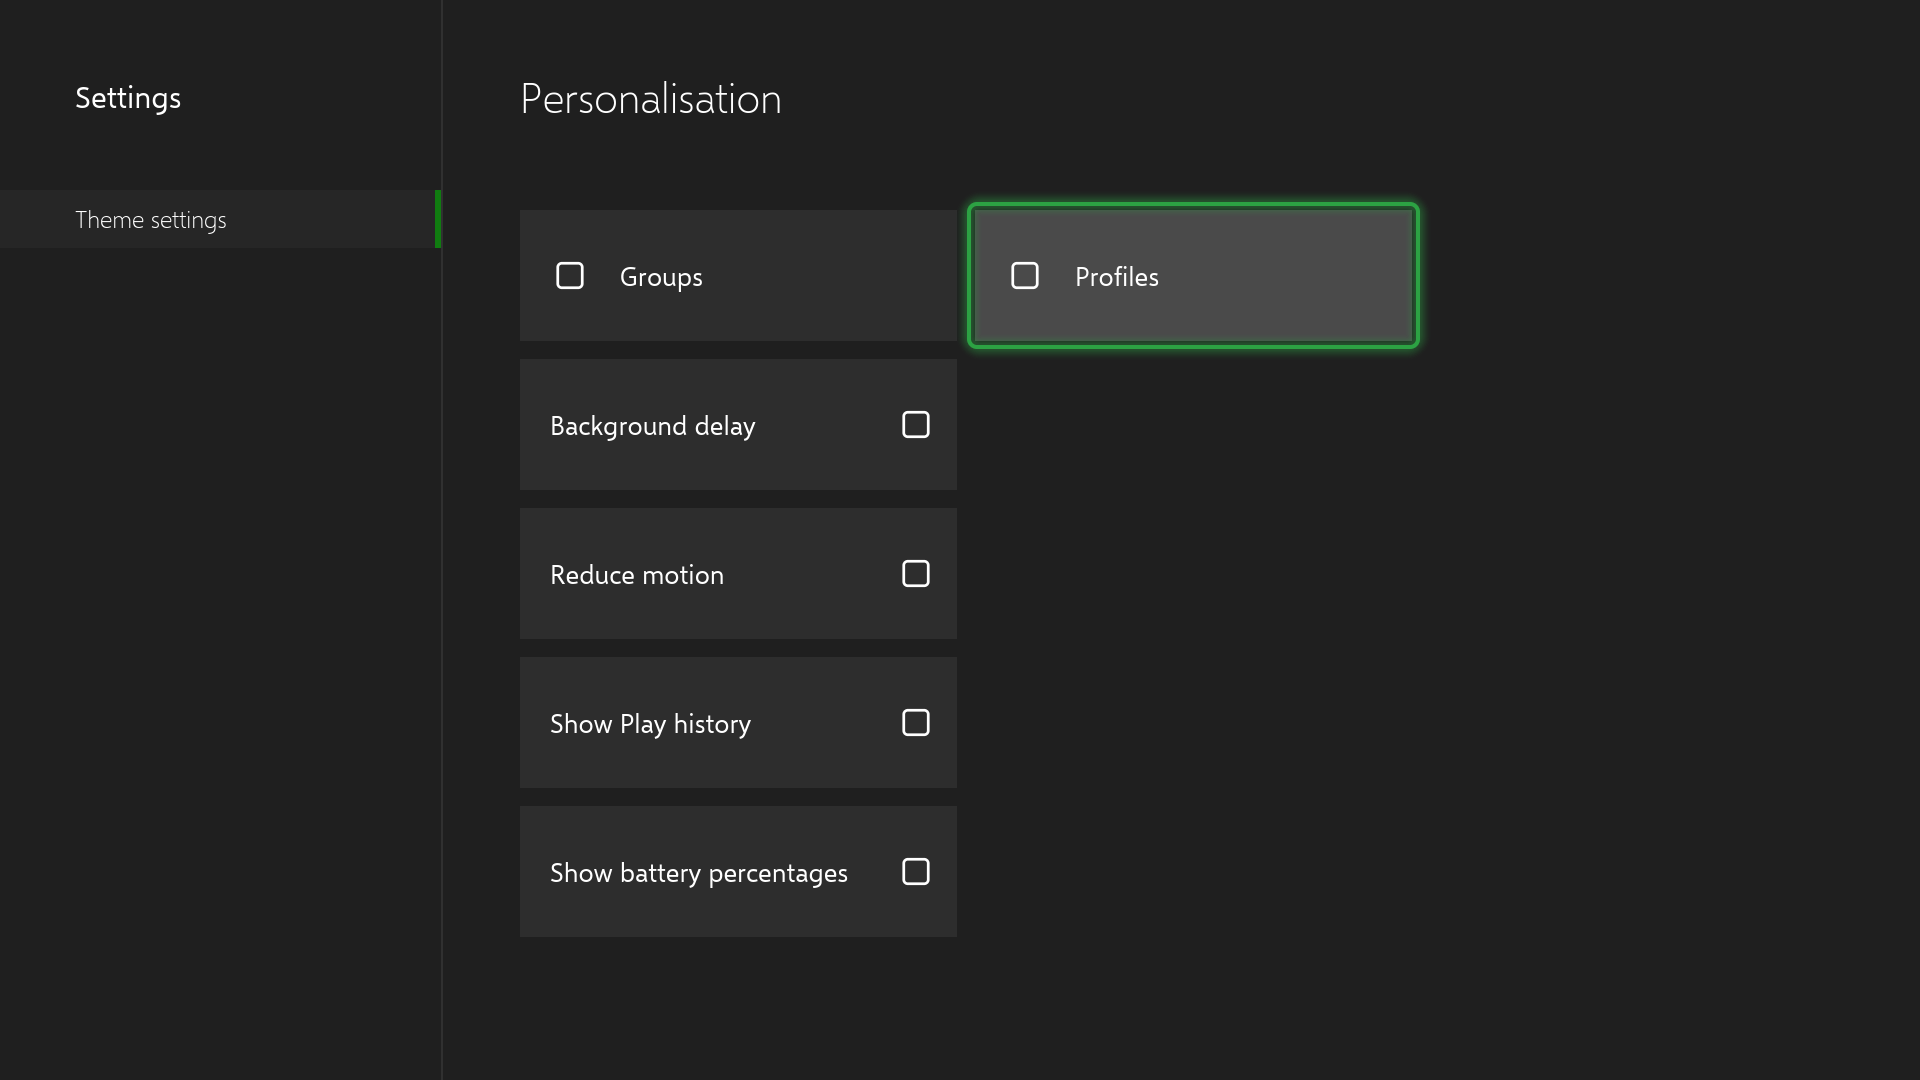 Settings
Personalisation
Theme settings
Groups
Profiles
Background delay
Reduce motion
Show Play history
Show battery percentages